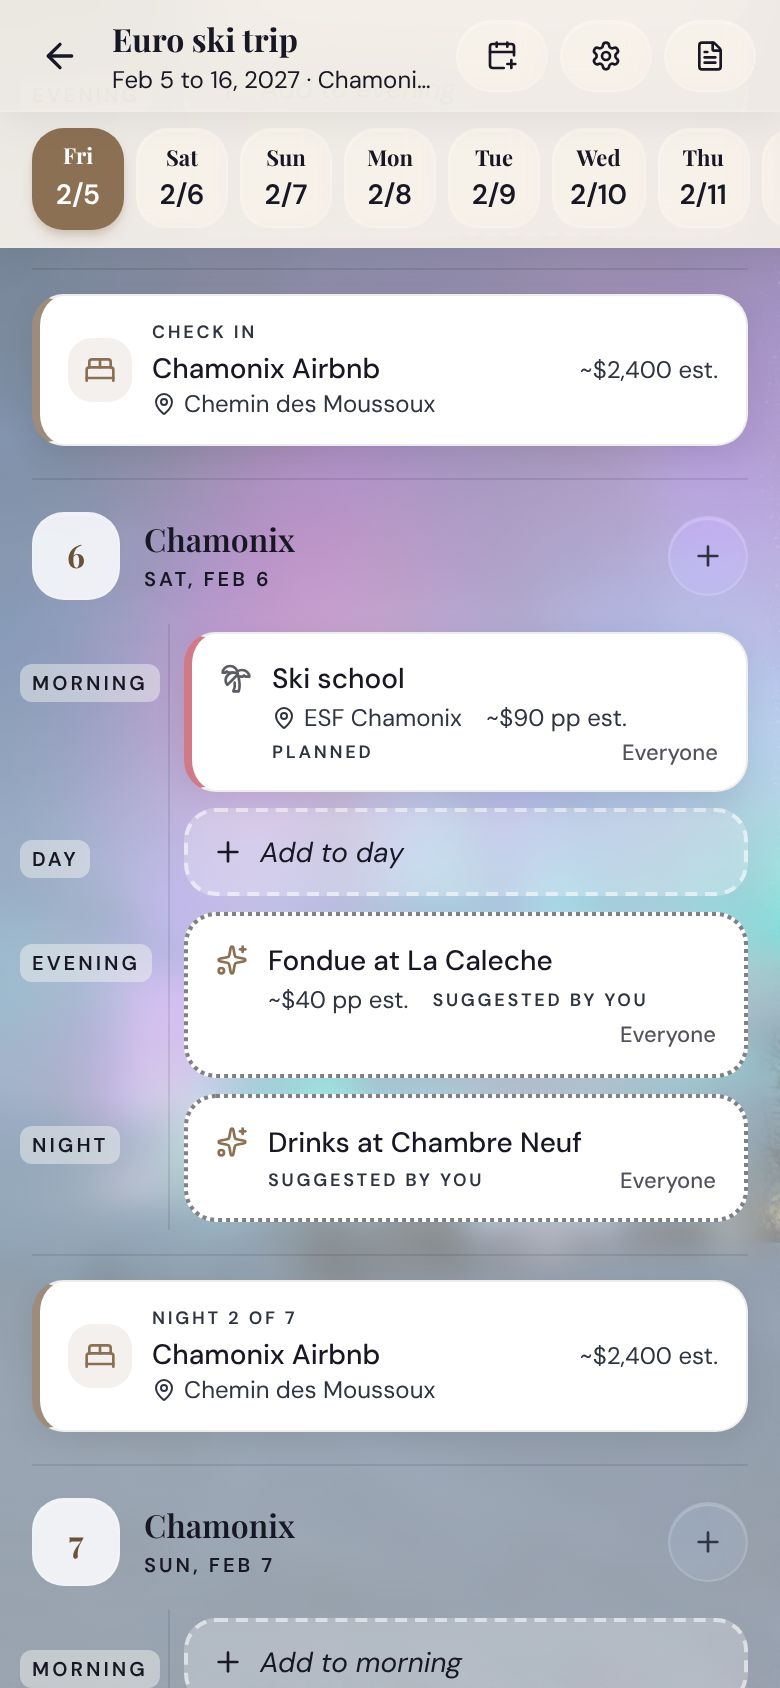 Euro ski trip
Feb 5 to 16, 2027 · Chamoni...
EVENING
Fri
2/5
Sat
2/6
Sun
2/7
Mon
2/8
Tue
2/9
Wed
2/10
Thu
2/11
CHECK IN
Chamonix Airbnb
~$2,400 est.
Chemin des Moussoux
6
Chamonix
SAT, FEB 6
MORNING
Ski school
ESF Chamonix ~$90 pp est.
PLANNED Everyone
DAY
Add to day
EVENING
Fondue at La Caleche
~$40 pp est. SUGGESTED BY YOU
Everyone
NIGHT
Drinks at Chambre Neuf
SUGGESTED BY YOU Everyone
NIGHT 2 OF 7
Chamonix Airbnb
~$2,400 est.
Chemin des Moussoux
7
Chamonix
SUN, FEB 7
MORNING
Add to morning